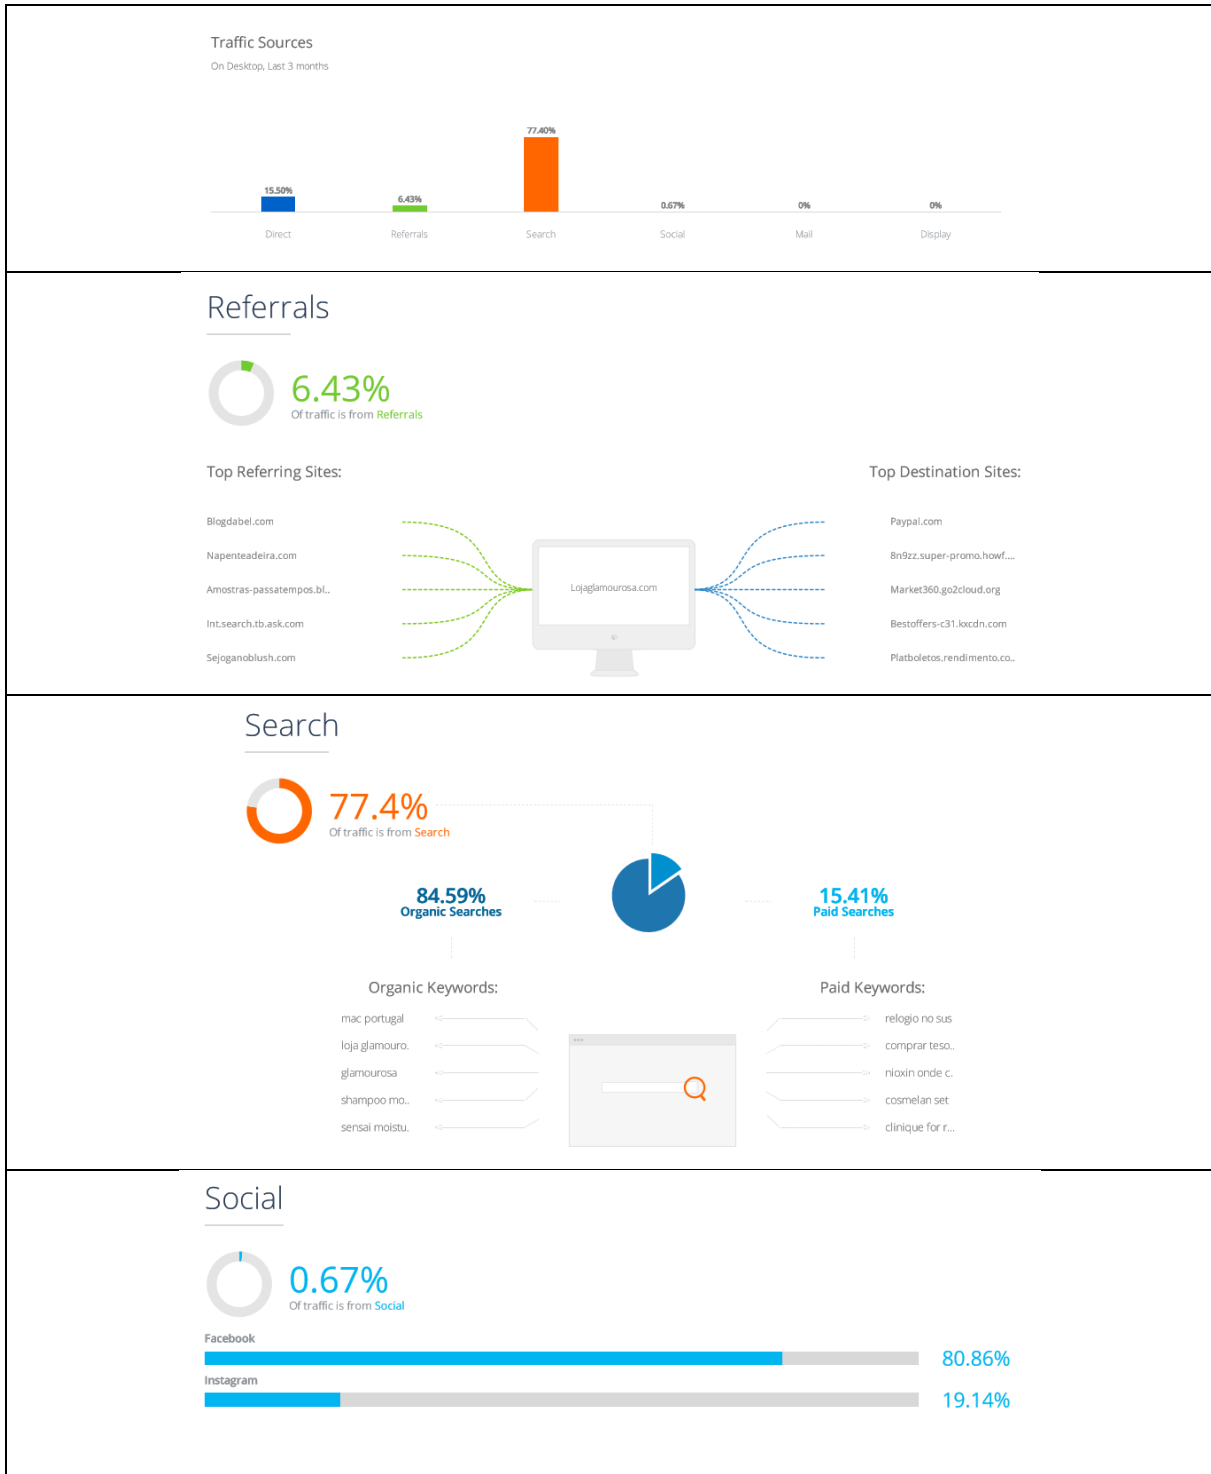 Traffic Sources
On Desktop, Last 3 months
77.40%
15.50%
6.43%
0.67%
0%
0%
Direct
Referrals
Search
Social
Mail
Display
Referrals
6.43%
Of traffic is from Referrals
Top Referring Sites:
Top Destination Sites:
Blogdabel.com
Paypal.com
Napenteadeira.com
8n9zz.super-promo.howf....
Amostras-passatempos.bl..
Lojaglamourosa.com
Market360.go2cloud.org
Int.search.tb.ask.com
Bestoffers-c31.kxcdn.com
Sejoganoblush.com
Platboletos.rendimento.co..
Search
77.4%
Of traffic is from Search
84.59%
Organic Searches
15.41%
Paid Searches
Organic Keywords:
Paid Keywords:
mac portugal
relogio no sus
loja glamouro.
comprar teso..
glamourosa
nioxin onde c.
shampoo mo..
cosmelan set
sensai moistu.
clinique for r...
Social
0.67%
Of traffic is from Social
Facebook
80.86%
Instagram
19.14%